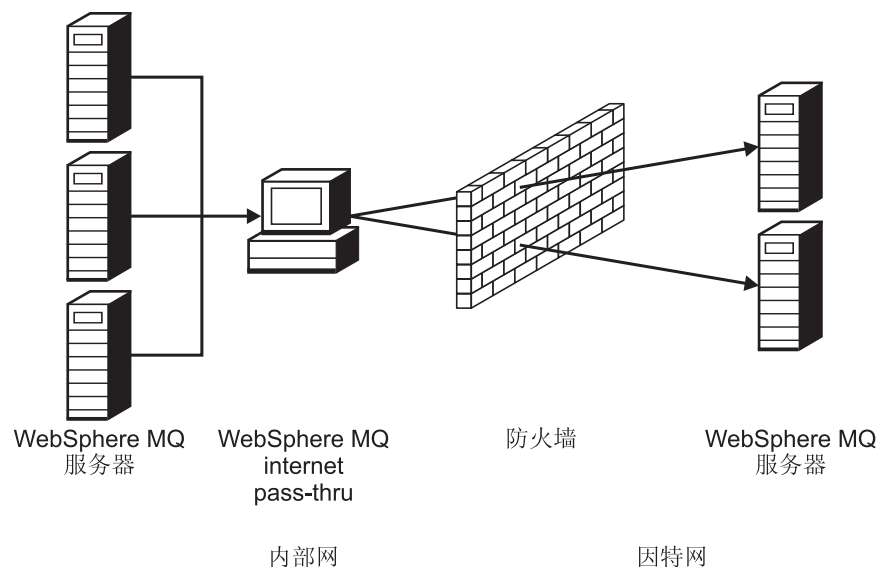 WebSphere MQ
服务器
WebSphere MQ
internet
pass-thru
防火墙
WebSphere MQ
服务器
内部网
因特网